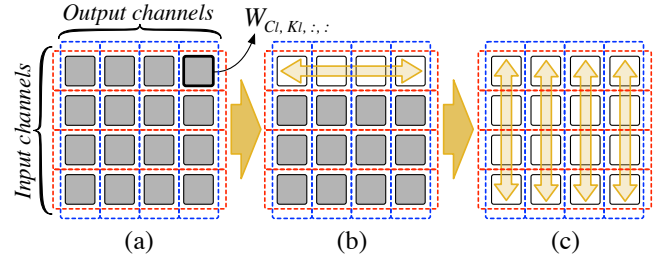 Output channels
Input channels
W_{Cl, Kl, :, :}
(a)
(b)
(c)